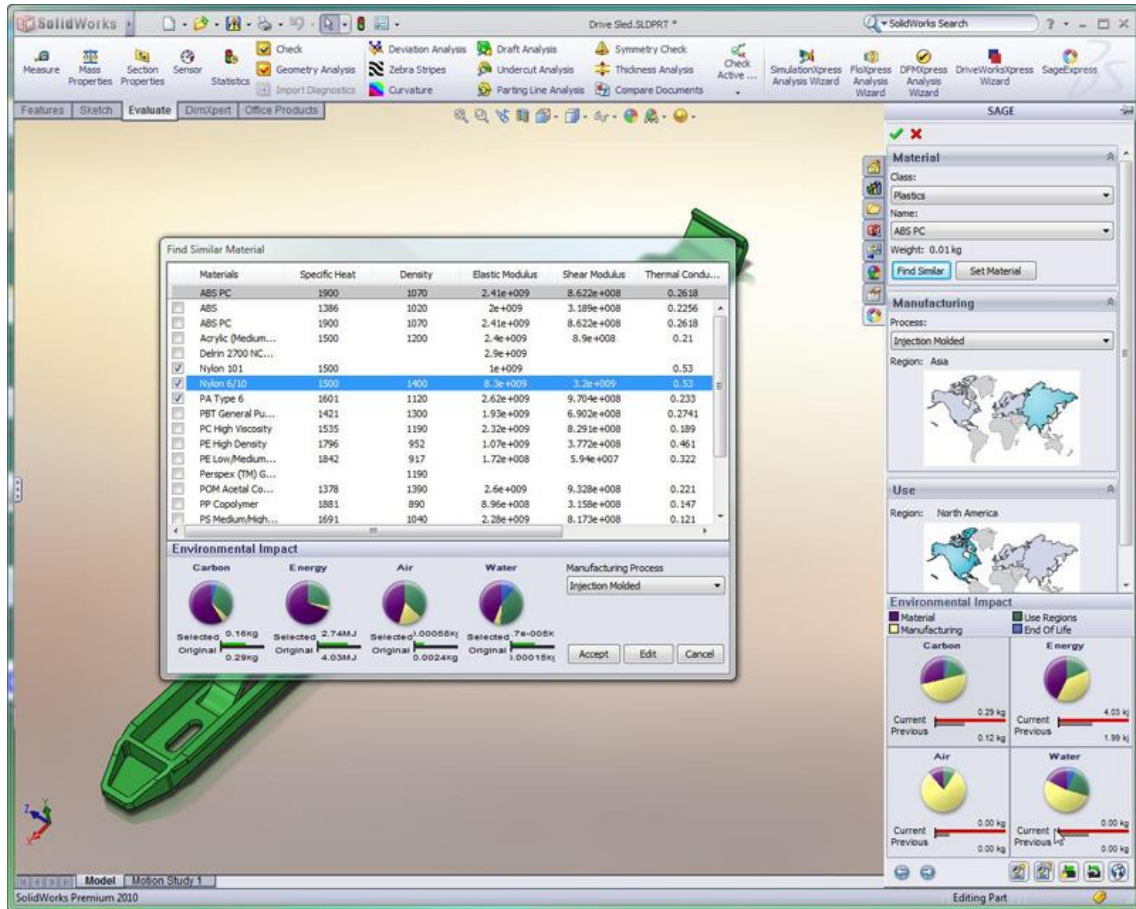 SolidWorks
Drive Sled.SLDPRT *
SolidWorks Search
Measure
Mass Properties
Section Properties
Sensor
Statistics
Check
Geometry Analysis
Import Diagnostics
Deviation Analysis
Zebra Stripes
Curvature
Draft Analysis
Undercut Analysis
Parting Line Analysis
Symmetry Check
Thickness Analysis
Compare Documents
Check Active ...
SimulationXpress Analysis Wizard
FloXpress Analysis Wizard
DFMXpress Analysis Wizard
DriveWorksXpress Wizard
SageExpress
Features Sketch Evaluate DimXpert Office Products
Find Similar Material
Materials Specific Heat Density Elastic Modulus Shear Modulus Thermal Condu...
ABS PC 1900 1070 2.41e+009 8.622e+008 0.2618
ABS 1386 1020 2e+009 3.189e+008 0.2256
ABS PC 1900 1070 2.41e+009 8.622e+008 0.2618
Acrylic (Medium... 1500 1200 2.4e+009 8.9e+008 0.21
Delrin 2700 NC... 2.9e+009
Nylon 101 1500 1e+009 0.53
Nylon 6/10 1500 1400 8.3e+009 3.2e+009 0.53
PA Type 6 1601 1120 2.62e+009 9.704e+008 0.233
PBT General Pu... 1421 1300 1.93e+009 6.902e+008 0.2741
PC High Viscosity 1535 1190 2.32e+009 8.291e+008 0.189
PE High Density 1796 952 1.07e+009 3.772e+008 0.461
PE Low/Medium... 1842 917 1.72e+008 5.94e+007 0.322
Perspex (TM) G... 1190
POM Acetal Co... 1378 1390 2.6e+009 9.328e+008 0.221
PP Copolymer 1881 890 8.96e+008 3.158e+008 0.147
PS Medium/High... 1691 1040 2.28e+009 8.173e+008 0.121
Environmental Impact
Carbon Energy Air Water
Manufacturing Process
Injection Molded
Selected 0.16kg Selected 2.74MJ Selected Selected
Original 0.29kg Original 4.03MJ Original 0.0024kg Original
Accept Edit Cancel
SAGE
Material
Class:
Plastics
Name:
ABS PC
Weight: 0.01 kg
Find Similar Set Material
Manufacturing
Process:
Injection Molded
Region: Asia
Use
Region: North America
Environmental Impact
Material Use Regions
Manufacturing End Of Life
Carbon Energy
Current 0.29 kg Current 4.03 kj
Previous 0.12 kg Previous 1.99 kj
Air Water
Current 0.00 kg Current 0.00 kg
Previous 0.00 kg Previous 0.00 kg
Z Y X
Model Motion Study 1
SolidWorks Premium 2010
Editing Part